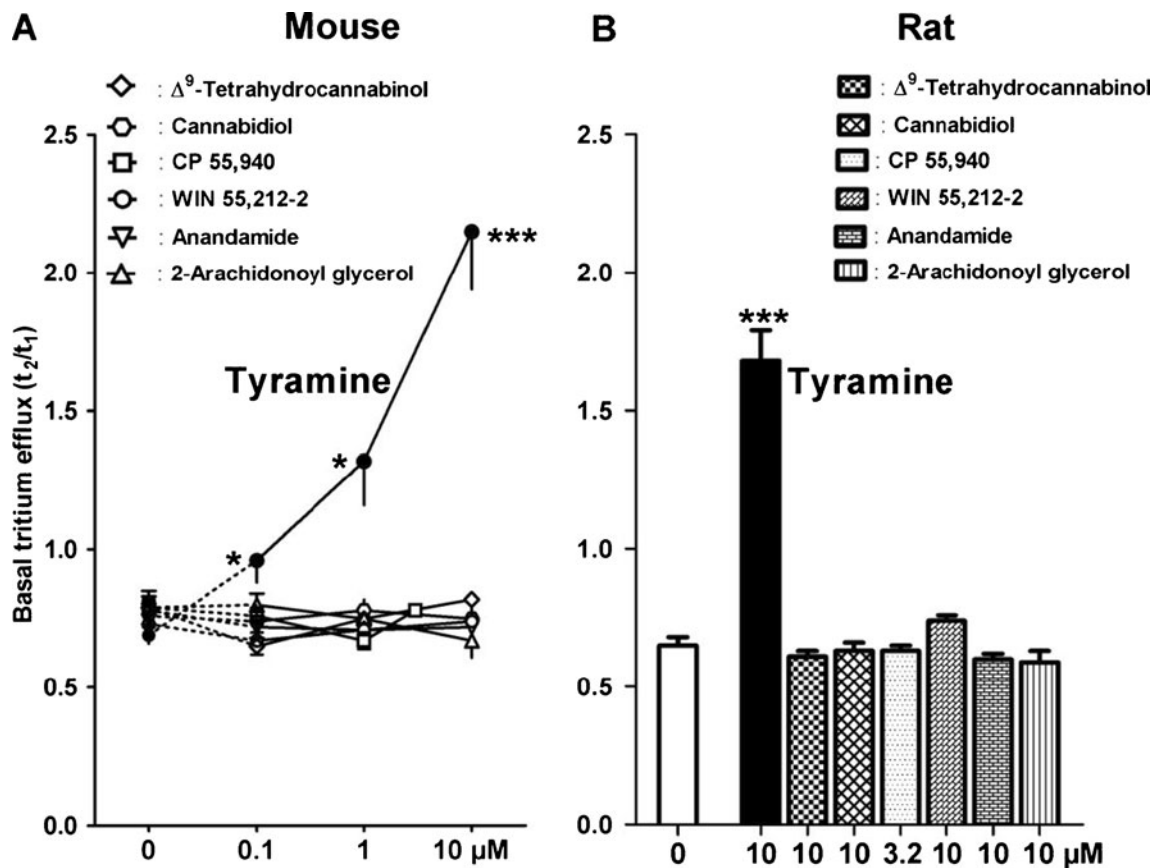 A
Mouse
: Δ⁹-Tetrahydrocannabinol
: Cannabidiol
: CP 55,940
: WIN 55,212-2
: Anandamide
: 2-Arachidonoyl glycerol
Basal tritium efflux (t₂/t₁)
2.5
2.0
1.5
1.0
0.5
0.0
***
Tyramine
*
*
0 0.1 1 10 µM
B
Rat
: Δ⁹-Tetrahydrocannabinol
: Cannabidiol
: CP 55,940
: WIN 55,212-2
: Anandamide
: 2-Arachidonoyl glycerol
2.5
2.0
1.5
1.0
0.5
0.0
***
Tyramine
0 10 10 10 3.2 10 10 10 µM